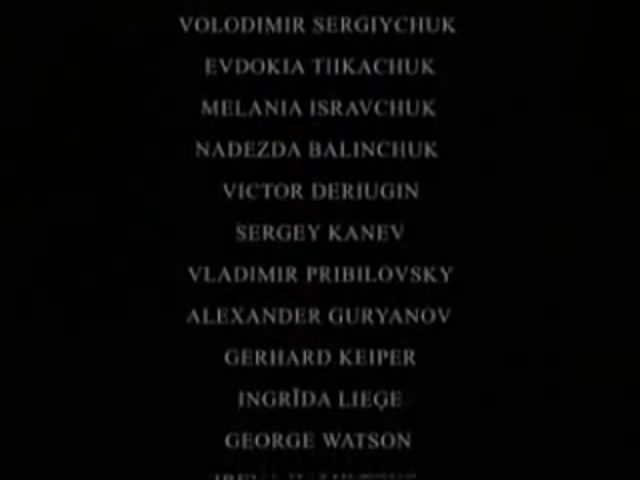 VOLODIMIR SERGIYCHUK
EVDOKIA TIIKACHUK
MELANIA ISRAVCHUK
NADEZDA BALINCHUK
VICTOR DERIUGIN
SERGEY KANEV
VLADIMIR PRIBILOVSKY
ALEXANDER GURYANOV
GERHARD KEIPER
INGRĪDA LIEĢE
GEORGE WATSON